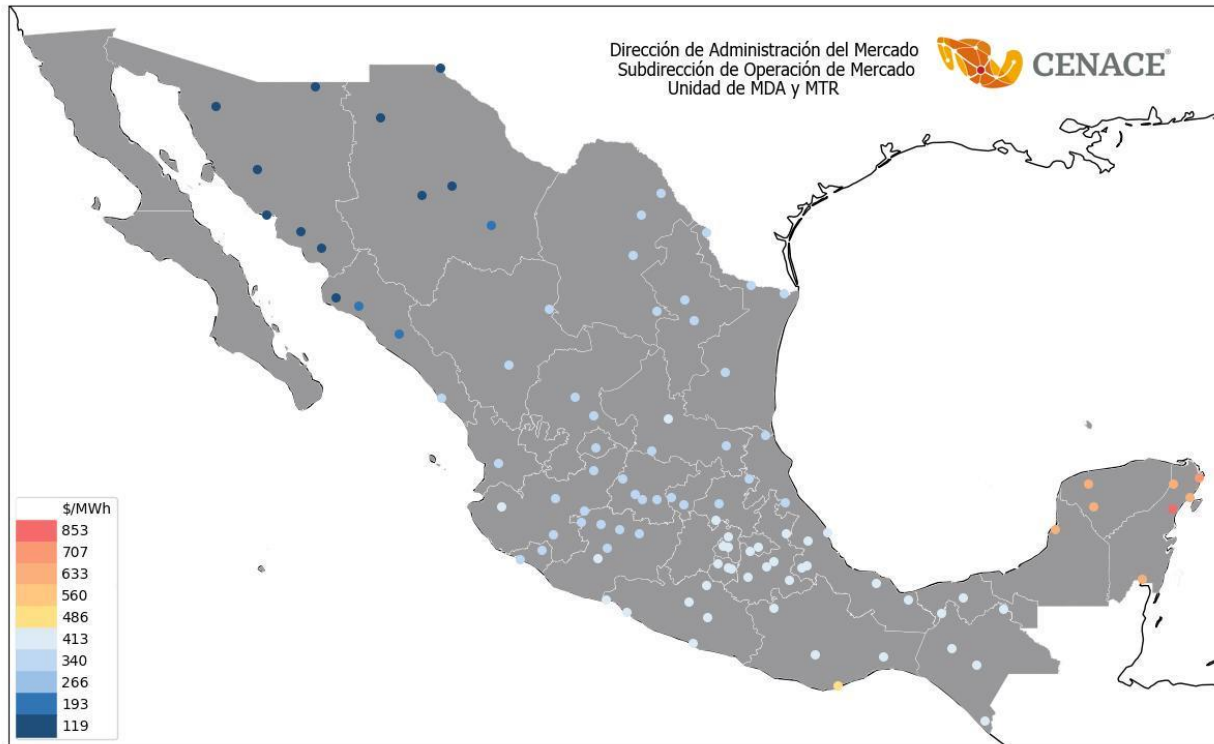 Dirección de Administración del Mercado
Subdirección de Operación de Mercado
Unidad de MDA y MTR
CENACE®
$/MWh
853
707
633
560
486
413
340
266
193
119